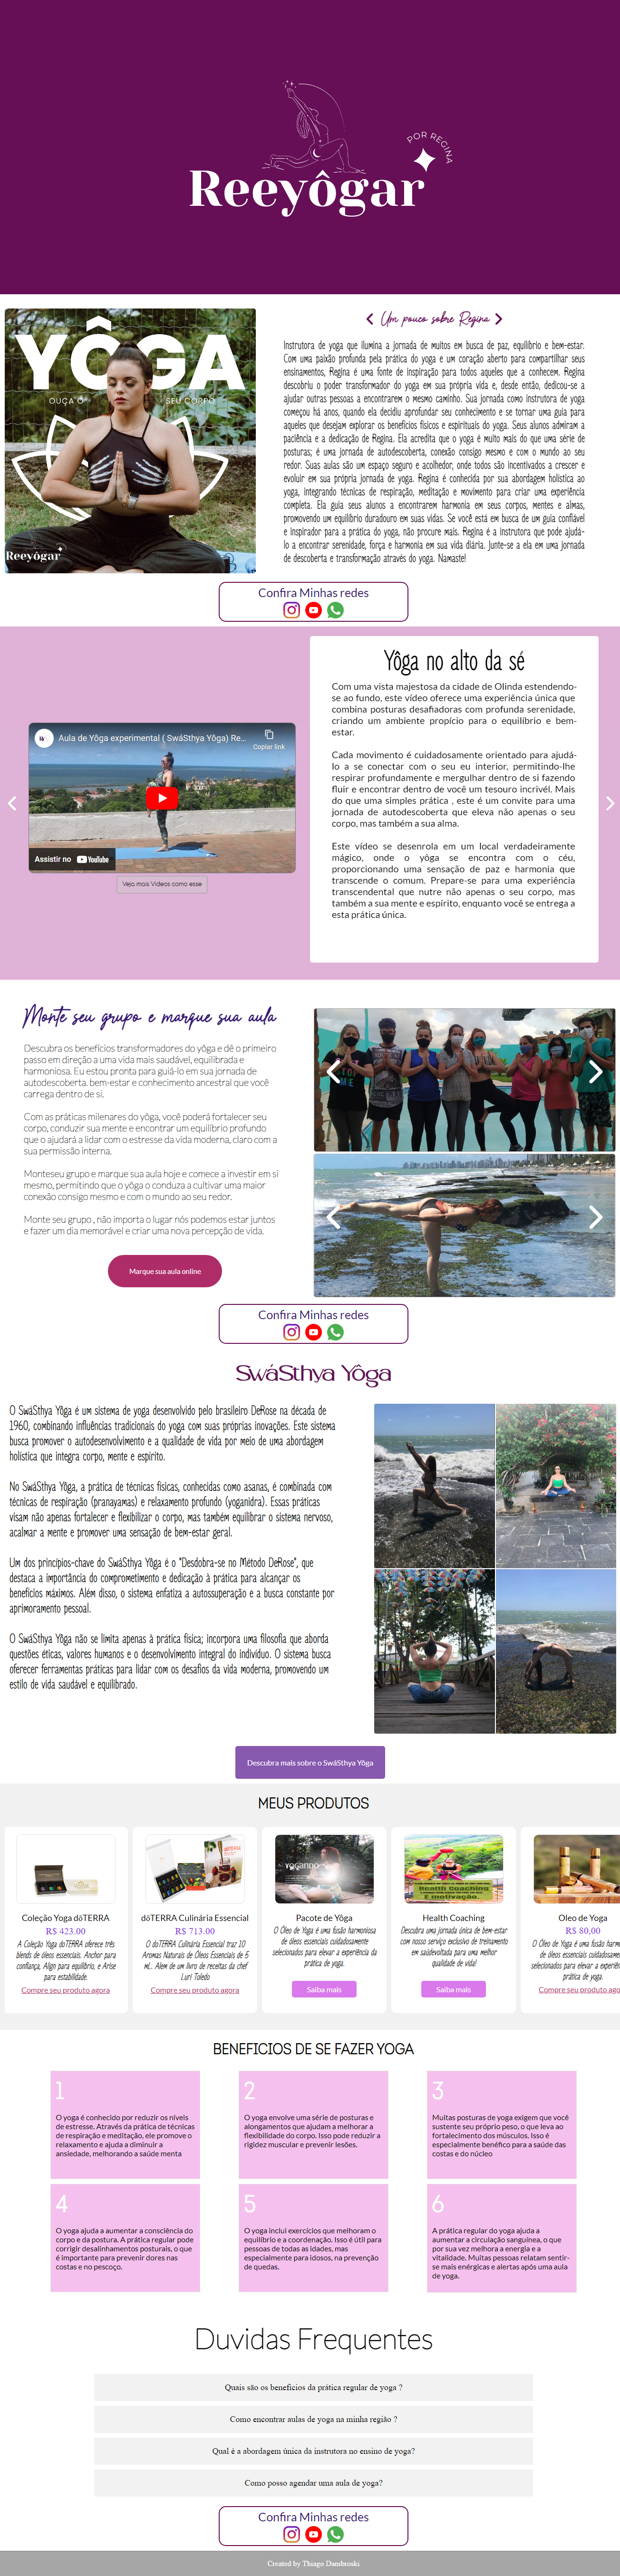 POR REGINA
Reeyôgar
YÔGA
OUÇA O SEU CORPO
Reeyôgar
Um pouco sobre Regina
Instrutora de yoga que ilumina a jornada de muitos em busca de paz, equilíbrio e bem-estar.
Com uma paixão profunda pela prática do yoga e um coração aberto para compartilhar seus
ensinamentos, Regina é uma fonte de inspiração para todos aqueles que a conhecem. Regina
descobriu o poder transformador do yoga em sua própria vida e, desde então, dedicou-se a
ajudar outras pessoas a encontrarem o mesmo caminho. Sua jornada como instrutora de yoga
começou há anos, quando ela decidiu aprofundar seu conhecimento e se tornar uma guia para
aqueles que desejam explorar os benefícios físicos e espirituais do yoga. Seus alunos admiram a
paciência e a dedicação de Regina. Ela acredita que o yoga é muito mais do que uma série de
posturas; é uma jornada de autodescoberta, conexão consigo mesmo e com o mundo ao seu
redor. Suas aulas são um espaço seguro e acolhedor, onde todos são incentivados a crescer e
evoluir em sua própria jornada de yoga. Regina é conhecida por sua abordagem holística ao
yoga, integrando técnicas de respiração, meditação e movimento para criar uma experiência
completa. Ela guia seus alunos a encontrarem harmonia em seus corpos, mentes e almas,
promovendo um equilíbrio duradouro em suas vidas. Se você está em busca de um guia confiável
e inspirador para a prática do yoga, não procure mais. Regina é a instrutora que pode ajudá-
lo a encontrar serenidade, força e harmonia em sua vida diária. Junte-se a ela em uma jornada
de descoberta e transformação através do yoga. Namastê!
Confira Minhas redes
Aula de Yôga experimental ( SwáSthya Yôga) Re...
Copiar link
Assistir no YouTube
Veja mais Videos como esse
Yôga no alto da sé
Com uma vista majestosa da cidade de Olinda estendendo-
se ao fundo, este vídeo oferece uma experiência única que
combina posturas desafiadoras com profunda serenidade,
criando um ambiente propício para o equilíbrio e bem-
estar.
Cada movimento é cuidadosamente orientado para ajudá-
lo a se conectar com o seu eu interior, permitindo-lhe
respirar profundamente e mergulhar dentro de si fazendo
fluir e encontrar dentro de você um tesouro incrivél. Mais
do que uma simples prática , este é um convite para uma
jornada de autodescoberta que eleva não apenas o seu
corpo, mas também a sua alma.
Este vídeo se desenrola em um local verdadeiramente
mágico, onde o yôga se encontra com o céu,
proporcionando uma sensação de paz e harmonia que
transcende o comum. Prepare-se para uma experiência
transcendental que nutre não apenas o seu corpo, mas
também a sua mente e espírito, enquanto você se entrega a
esta prática única.
Monte seu grupo e marque sua aula
Descubra os benefícios transformadores do yôga e dê o primeiro
passo em direção a uma vida mais saudável, equilibrada e
harmoniosa. Eu estou pronta para guiá-lo em sua jornada de
autodescoberta. bem-estar e conhecimento ancestral que você
carrega dentro de si.
Com as práticas milenares do yôga, você poderá fortalecer seu
corpo, conduzir sua mente e encontrar um equilíbrio profundo
que o ajudará a lidar com o estresse da vida moderna, claro com a
sua permissão interna.
Monteseu grupo e marque sua aula hoje e comece a investir em si
mesmo, permitindo que o yôga o conduza a cultivar uma maior
conexão consigo mesmo e com o mundo ao seu redor.
Monte seu grupo , não importa o lugar nós podemos estar juntos
e fazer um dia memorável e criar uma nova percepção de vida.
Marque sua aula online
Confira Minhas redes
SwáSthya Yôga
O SwáSthya Yôga é um sistema de yoga desenvolvido pelo brasileiro DeRose na década de
1960, combinando influências tradicionais do yoga com suas próprias inovações. Este sistema
busca promover o autodesenvolvimento e a qualidade de vida por meio de uma abordagem
holística que integra corpo, mente e espírito.
No SwáSthya Yôga, a prática de técnicas físicas, conhecidas como asanas, é combinada com
técnicas de respiração (pranayamas) e relaxamento profundo (yoganidra). Essas práticas
visam não apenas fortalecer e flexibilizar o corpo, mas também equilibrar o sistema nervoso,
acalmar a mente e promover uma sensação de bem-estar geral.
Um dos princípios-chave do SwáSthya Yôga é o "Desdobra-se no Método DeRose", que
destaca a importância do comprometimento e dedicação à prática para alcançar os
benefícios máximos. Além disso, o sistema enfatiza a autossuperação e a busca constante por
aprimoramento pessoal.
O SwáSthya Yôga não se limita apenas à prática física; incorpora uma filosofia que aborda
questões éticas, valores humanos e o desenvolvimento integral do indivíduo. O sistema busca
oferecer ferramentas práticas para lidar com os desafios da vida moderna, promovendo um
estilo de vida saudável e equilibrado.
Descubra mais sobre o SwáSthya Yôga
MEUS PRODUTOS
Coleção Yoga dōTERRA
R$ 423.00
A Coleção Yoga doTERRA oferece três
blends de óleos essenciais. Anchor para
confiança, Align para equilíbrio, e Arise
para estabilidade.
Compre seu produto agora
dōTERRA Culinária Essencial
R$ 713.00
O doTERRA Culinária Essencial traz 10
Aromas Naturais de Óleos Essenciais de 5
mL. Alem de um livro de receitas da chef
Luri Toledo
Compre seu produto agora
Pacote de Yôga
O Óleo de Yoga é uma fusão harmoniosa
de óleos essenciais cuidadosamente
selecionados para elevar a experiência da
prática de yoga.
Saiba mais
Health Coaching
É motivação.
Health Coaching
Descubra uma jornada única de bem-estar
com nosso serviço exclusivo de treinamento
em saúdevoltada para uma melhor
qualidade de vida!
Saiba mais
Oleo de Yoga
R$ 80,00
O Óleo de Yoga é uma fusão harm
de óleos essenciais cuidadosame
selecionados para elevar a experiên
prática de yoga.
Compre seu produto ago
BENEFICIOS DE SE FAZER YOGA
1
O yoga é conhecido por reduzir os níveis
de estresse. Através da prática de técnicas
de respiração e meditação, ele promove o
relaxamento e ajuda a diminuir a
ansiedade, melhorando a saúde menta
2
O yoga envolve uma série de posturas e
alongamentos que ajudam a melhorar a
flexibilidade do corpo. Isso pode reduzir a
rigidez muscular e prevenir lesões.
3
Muitas posturas de yoga exigem que você
sustente seu próprio peso, o que leva ao
fortalecimento dos músculos. Isso é
especialmente benéfico para a saúde das
costas e do núcleo
4
O yoga ajuda a aumentar a consciência do
corpo e da postura. A prática regular pode
corrigir desalinhamentos posturais, o que
é importante para prevenir dores nas
costas e no pescoço.
5
O yoga inclui exercícios que melhoram o
equilíbrio e a coordenação. Isso é útil para
pessoas de todas as idades, mas
especialmente para idosos, na prevenção
de quedas.
6
A prática regular do yoga ajuda a
aumentar a circulação sanguínea, o que
por sua vez melhora a energia e a
vitalidade. Muitas pessoas relatam sentir-
se mais enérgicas e alertas após uma aula
de yoga.
Duvidas Frequentes
Quais são os benefícios da prática regular de yoga ?
Como encontrar aulas de yoga na minha região ?
Qual é a abordagem única da instrutora no ensino de yoga?
Como posso agendar uma aula de yoga?
Confira Minhas redes
Created by Thiago Dambroski